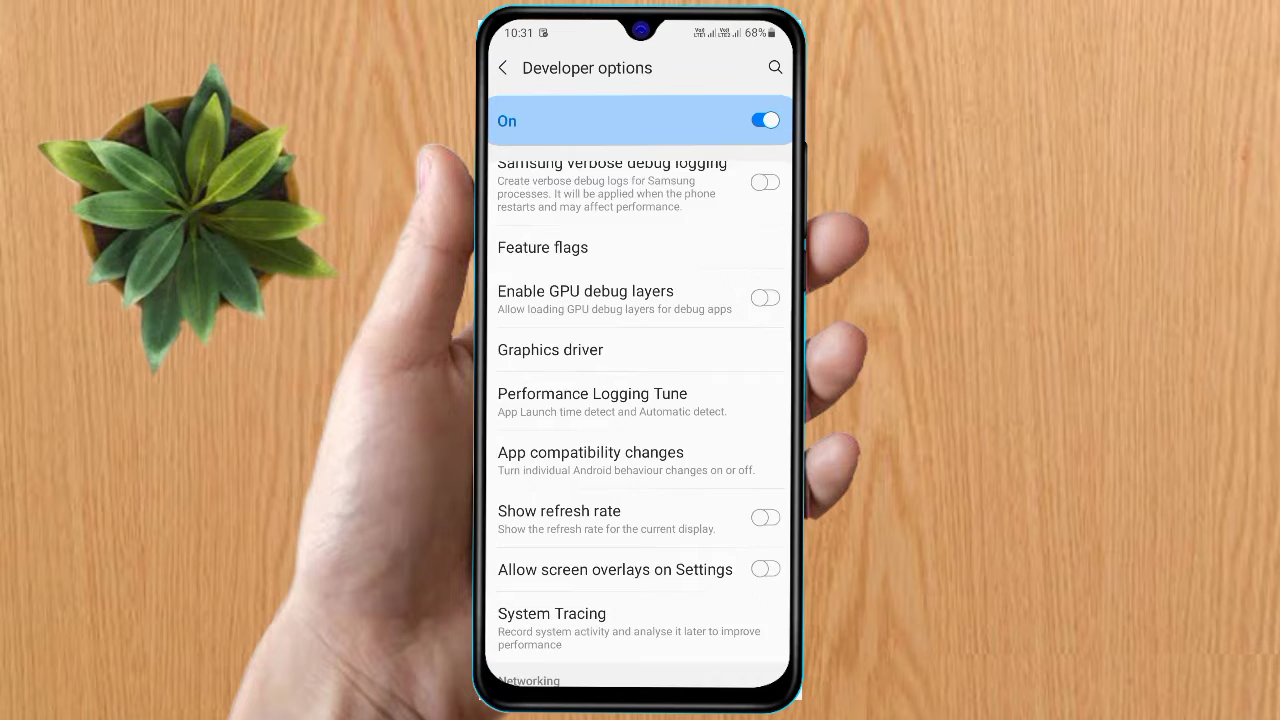 10:31 68%
Developer options
On
Samsung verbose debug logging
Create verbose debug logs for Samsung
processes. It will be applied when the phone
restarts and may affect performance.
Feature flags
Enable GPU debug layers
Allow loading GPU debug layers for debug apps
Graphics driver
Performance Logging Tune
App Launch time detect and Automatic detect.
App compatibility changes
Turn individual Android behaviour changes on or off.
Show refresh rate
Show the refresh rate for the current display.
Allow screen overlays on Settings
System Tracing
Record system activity and analyse it later to improve
performance
Networking